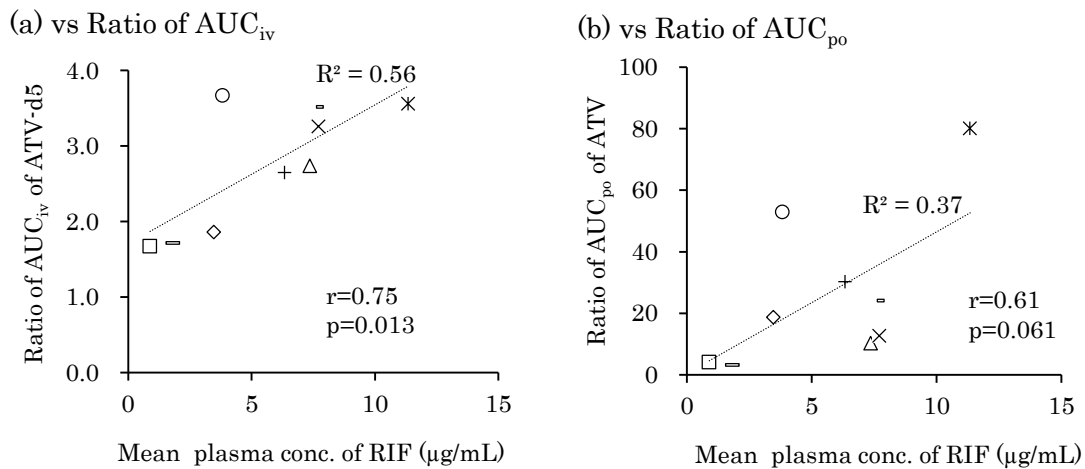 (a) vs Ratio of AUCiv
Ratio of AUCiv of ATV-d5
4.0
3.0
2.0
1.0
0.0
R² = 0.56
r=0.75
p=0.013
0 5 10 15
Mean plasma conc. of RIF (µg/mL)
(b) vs Ratio of AUCpo
Ratio of AUCpo of ATV
100
80
60
40
20
0
R² = 0.37
r=0.61
p=0.061
0 5 10 15
Mean plasma conc. of RIF (µg/mL)